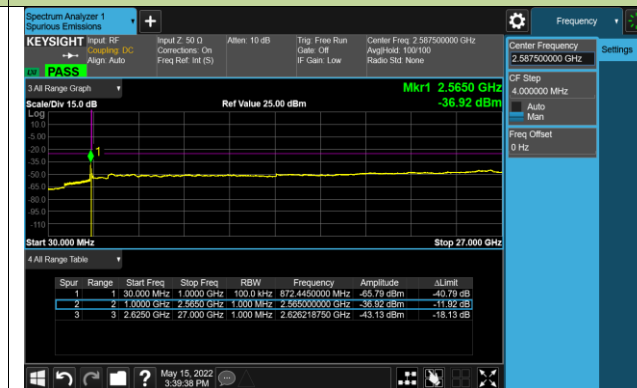 Spectrum Analyzer 1
Spurious Emissions
Frequency
KEYSIGHT
Input: RF
Coupling: DC
Align: Auto
Input Z: 50 Ω
Corrections: On
Freq Ref: Int (S)
Atten: 10 dB
Trig: Free Run
Gate: Off
IF Gain: Low
Center Freq: 2.587500000 GHz
Avg|Hold: 100/100
Radio Std: None
PASS
Center Frequency
2.587500000 GHz
Settings
CF Step
4.000000 MHz
Auto
Man
Freq Offset
0 Hz
3 All Range Graph
Mkr1 2.5650 GHz
-36.92 dBm
Scale/Div 15.0 dB
Ref Value 25.00 dBm
Log
10.0
-5.00
-20.0
-35.0
-50.0
-65.0
-80.0
-95.0
-110
1
Start 30.000 MHz
Stop 27.000 GHz
4 All Range Table
Spur Range Start Freq Stop Freq RBW Frequency Amplitude ΔLimit
1 1 30.000 MHz 1.0000 GHz 100.0 kHz 872.4450000 MHz -65.79 dBm -40.79 dB
2 2 1.0000 GHz 2.5650 GHz 1.000 MHz 2.565000000 GHz -36.92 dBm -11.92 dB
3 3 2.6250 GHz 27.000 GHz 1.000 MHz 2.626218750 GHz -43.13 dBm -18.13 dB
?
May 15, 2022
3:39:38 PM